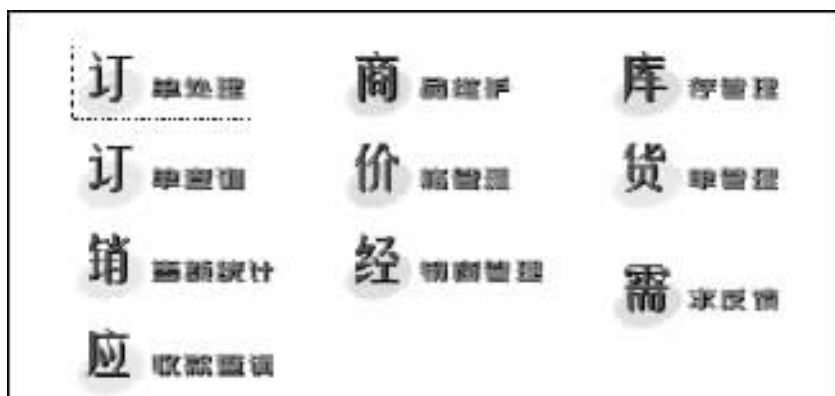 订单处理 商品维护 库存管理
订单查询 价格管理 货单管理
销售额统计 经销商管理 需求反馈
应收款查询